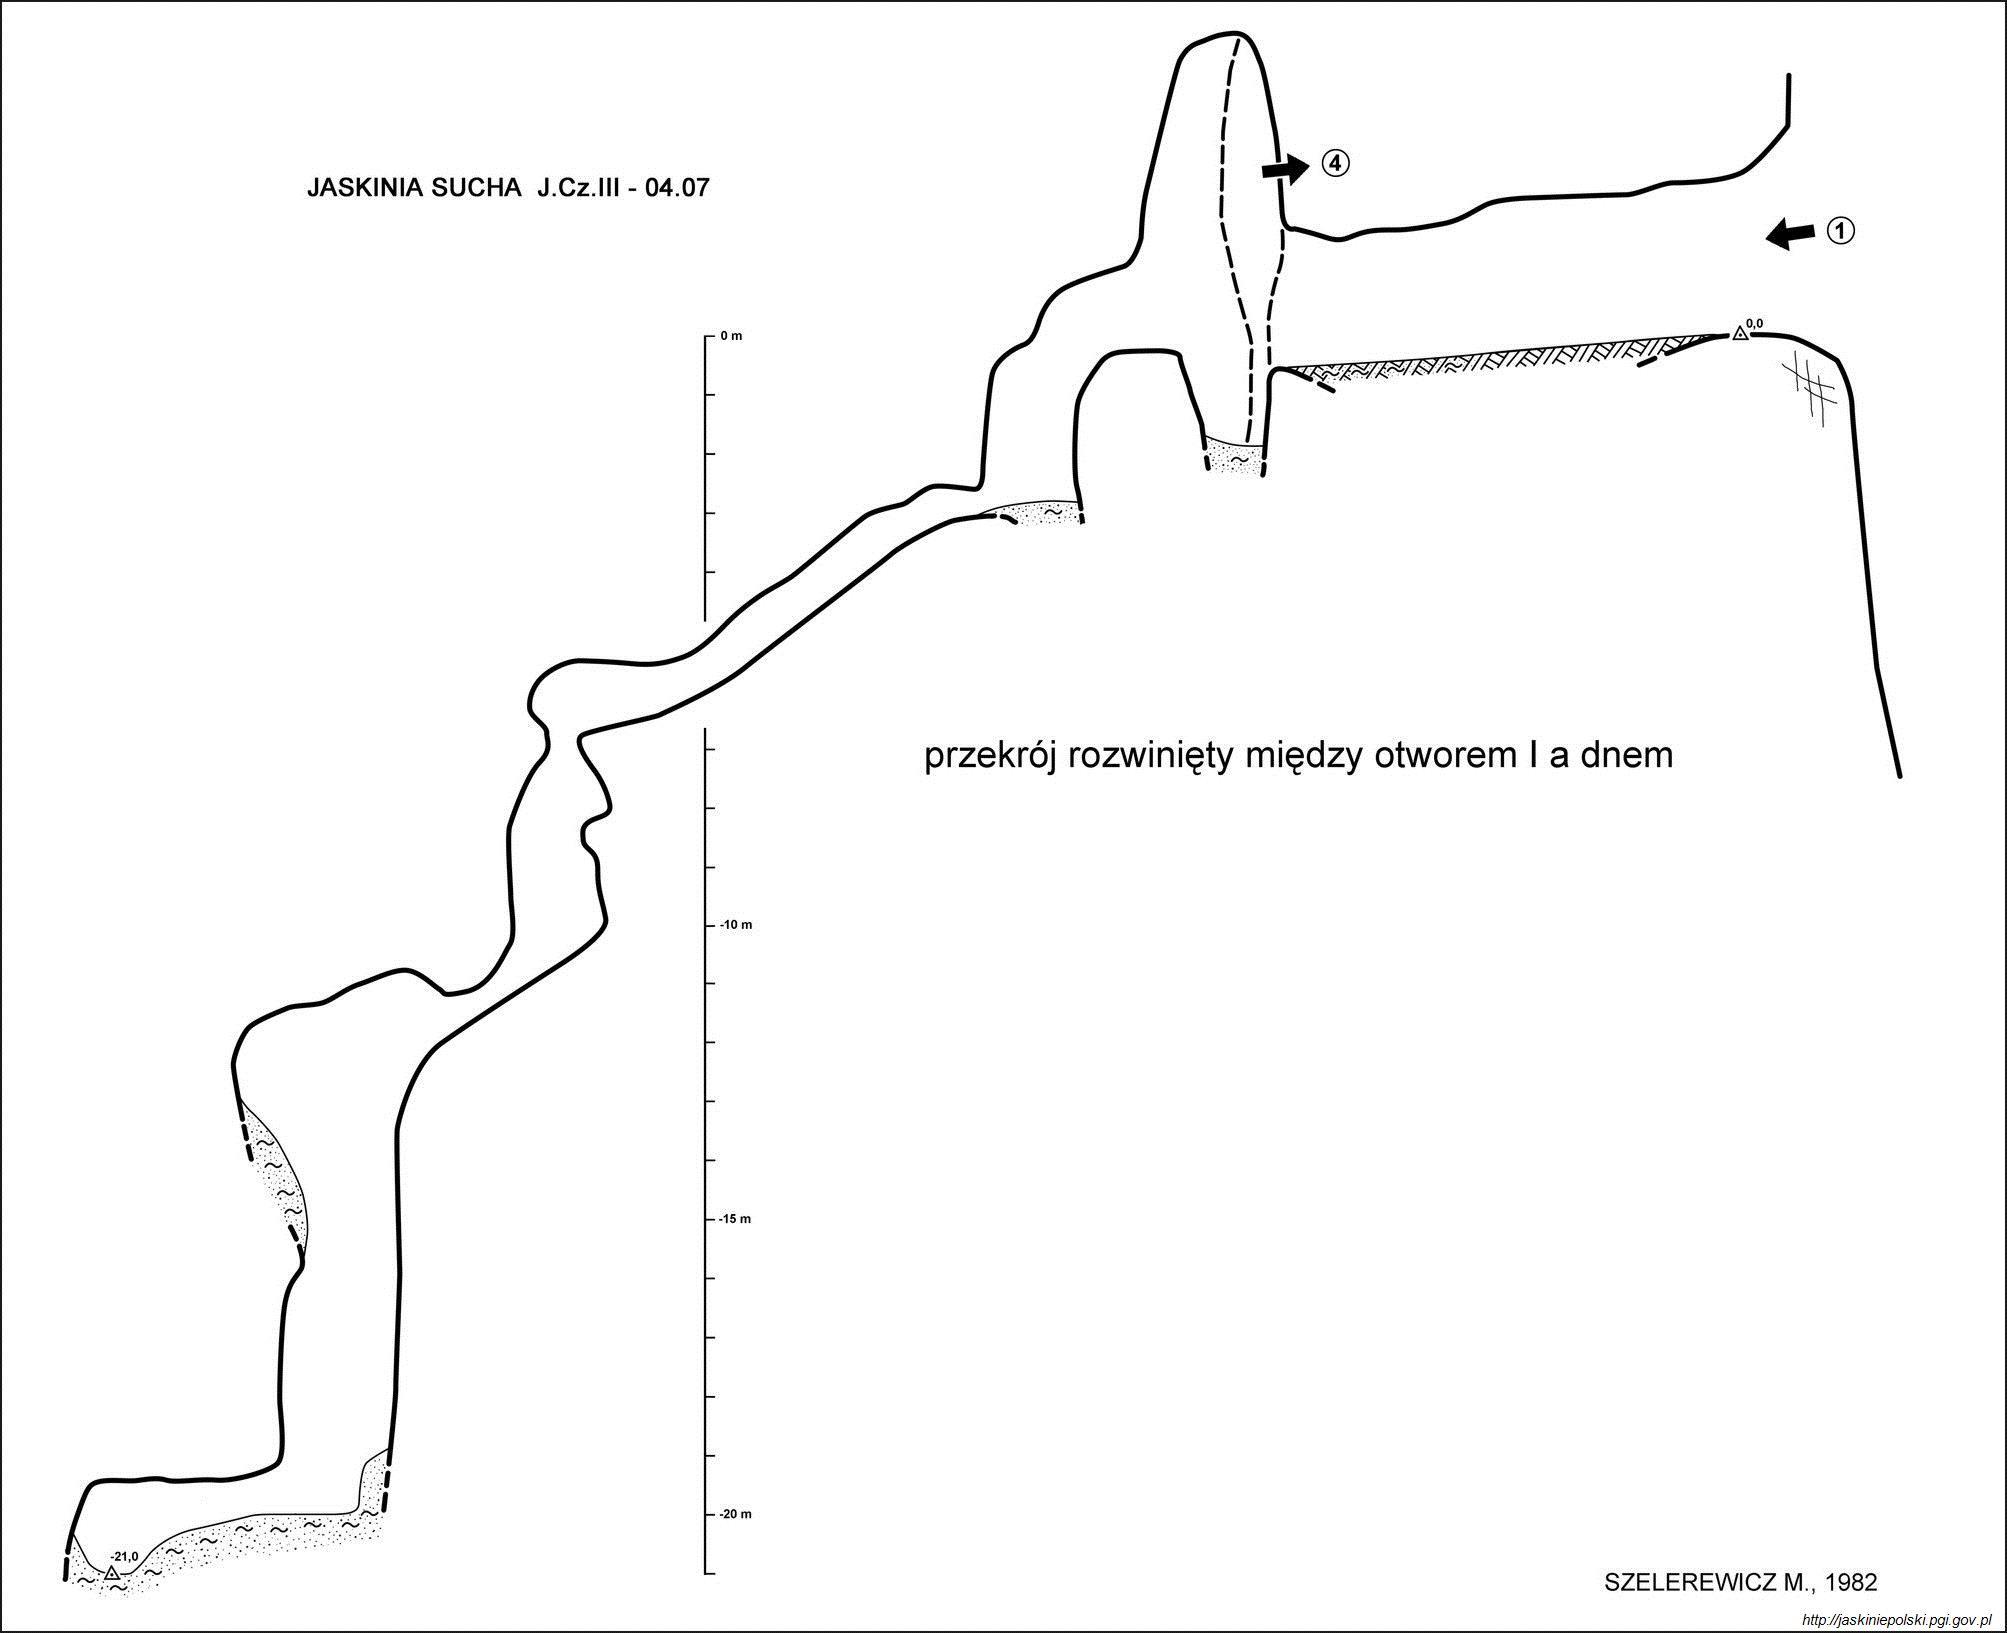 ④
JASKINIA SUCHA J.Cz.III - 04.07
①
0,0
0 m
przekrój rozwinięty między otworem I a dnem
-10 m
-15 m
-20 m
-21,0
SZELEREWICZ M., 1982
http://jaskiniepolski.pgi.gov.pl